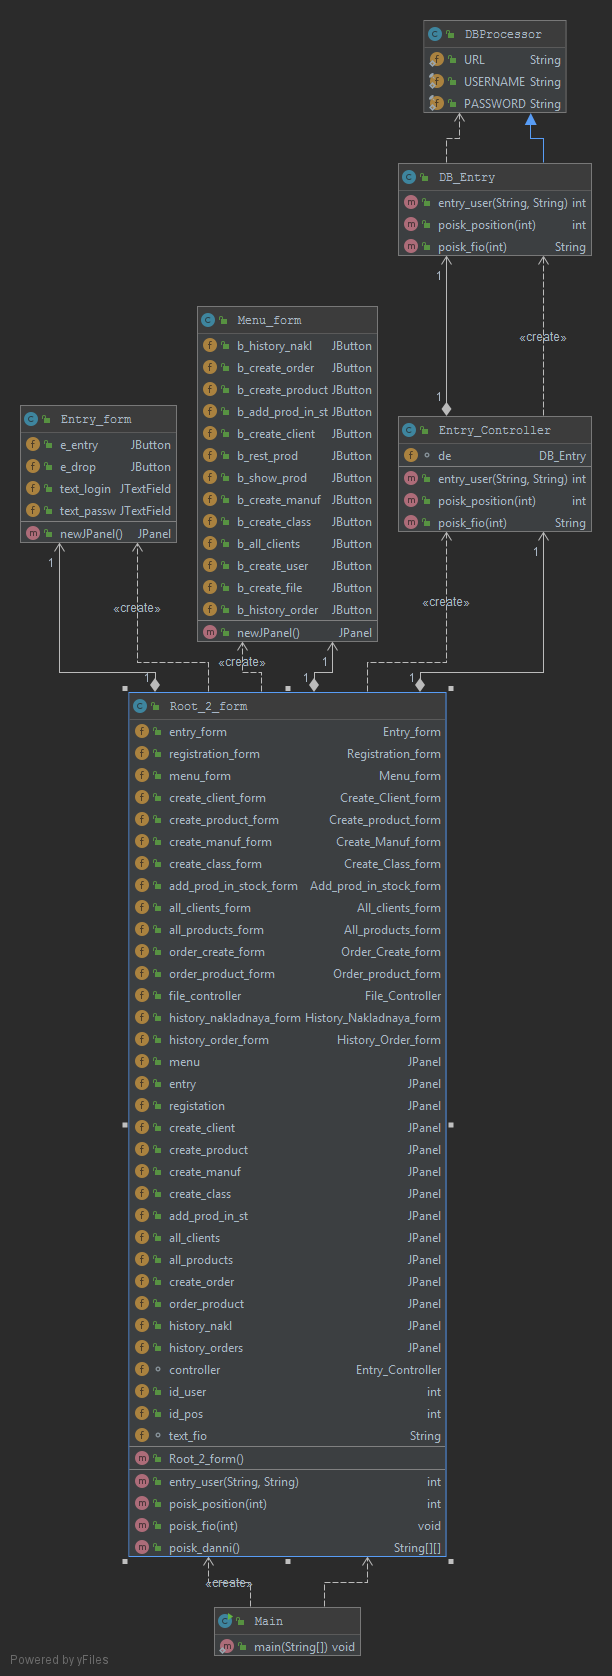 DBProcessor
URL String
USERNAME String
PASSWORD String
DB_Entry
entry_user(String, String) int
poisk_position(int) int
poisk_fio(int) String
1
«create»
1
Menu_form
b_history_nakl JButton
b_create_order JButton
b_create_product JButton
b_add_prod_in_st JButton
b_create_client JButton
b_rest_prod JButton
b_show_prod JButton
b_create_manuf JButton
b_create_class JButton
b_all_clients JButton
b_create_user JButton
b_create_file JButton
b_history_order JButton
newJPanel() JPanel
Entry_form
e_entry JButton
e_drop JButton
text_login JTextField
text_passw JTextField
newJPanel() JPanel
Entry_Controller
de DB_Entry
entry_user(String, String) int
poisk_position(int) int
poisk_fio(int) String
1
1
«create»
«create»
«create»
1
1
1
1
Root_2_form
entry_form Entry_form
registration_form Registration_form
menu_form Menu_form
create_client_form Create_Client_form
create_product_form Create_product_form
create_manuf_form Create_Manuf_form
create_class_form Create_Class_form
add_prod_in_stock_form Add_prod_in_stock_form
all_clients_form All_clients_form
all_products_form All_products_form
order_create_form Order_Create_form
order_product_form Order_product_form
file_controller File_Controller
history_nakladnaya_form History_Nakladnaya_form
history_order_form History_Order_form
menu JPanel
entry JPanel
registation JPanel
create_client JPanel
create_product JPanel
create_manuf JPanel
create_class JPanel
add_prod_in_st JPanel
all_clients JPanel
all_products JPanel
create_order JPanel
order_product JPanel
history_nakl JPanel
history_orders JPanel
controller Entry_Controller
id_user int
id_pos int
text_fio String
Root_2_form()
entry_user(String, String) int
poisk_position(int) int
poisk_fio(int) void
poisk_danni() String[][]
«create»
Main
main(String[]) void
Powered by yFiles